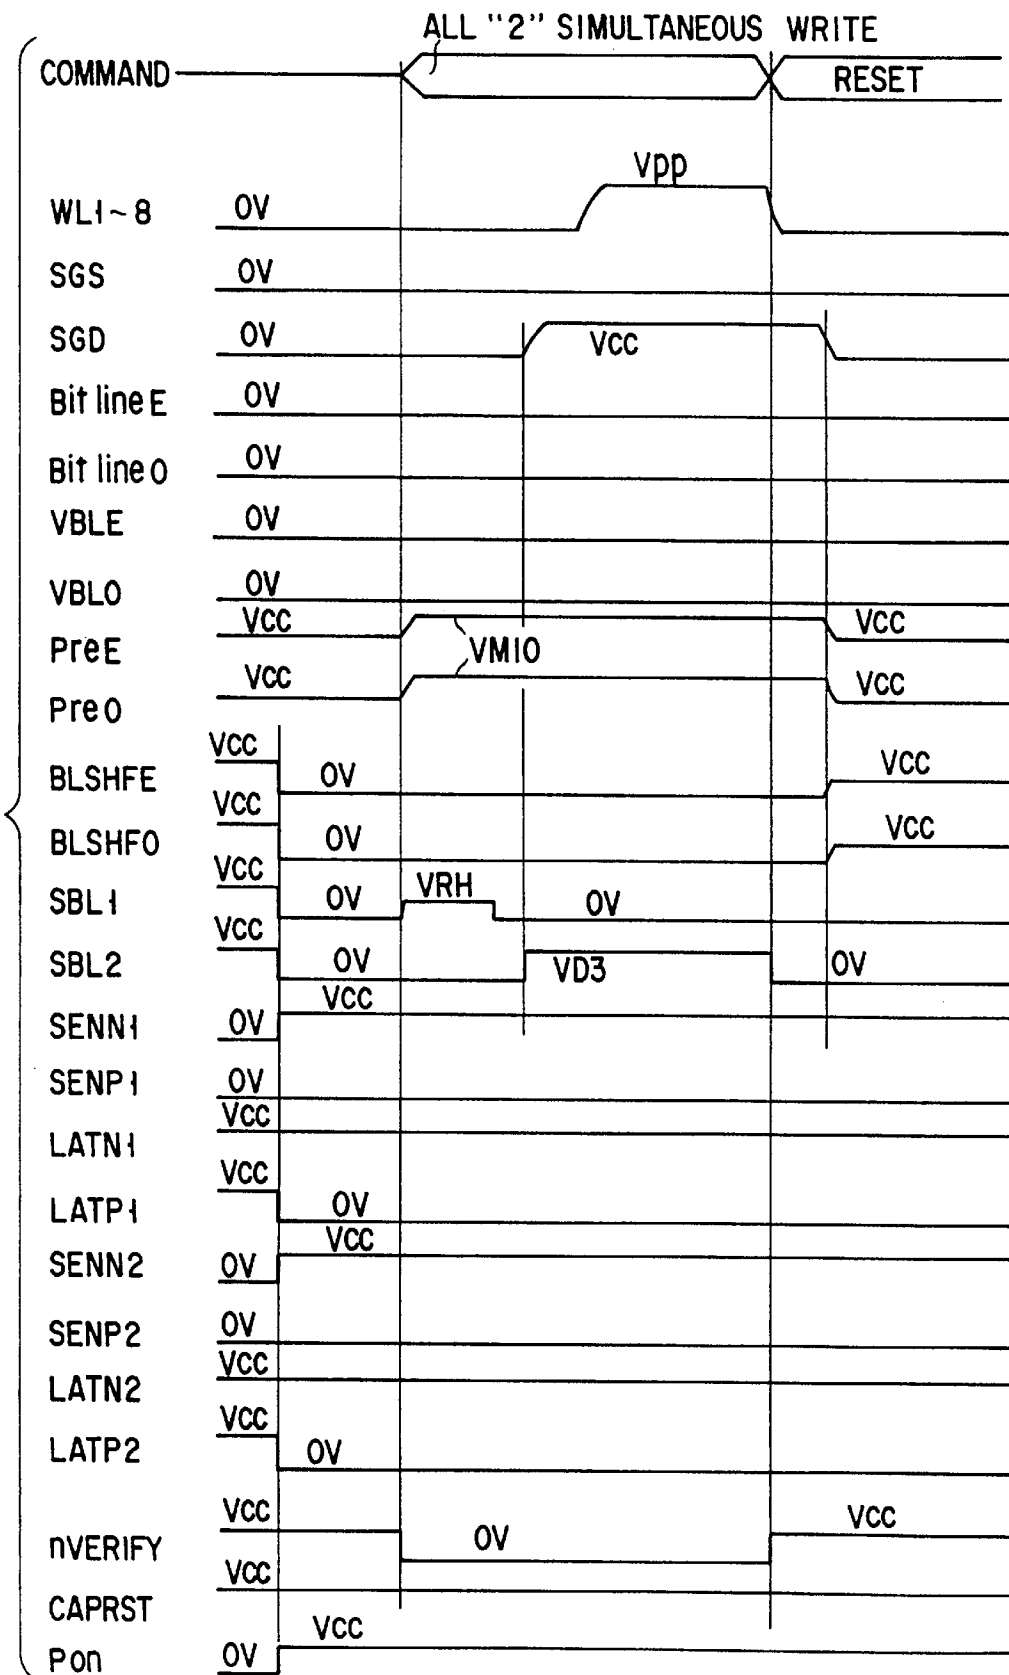 ALL "2" SIMULTANEOUS WRITE
COMMAND RESET
Vpp
WL1~8 0V
SGS 0V
SGD 0V VCC
Bit line E 0V
Bit line O 0V
VBLE 0V
VBLO 0V
PreE VCC VM10 VCC
PreO VCC VCC
BLSHFE VCC 0V VCC
BLSHFO VCC 0V VCC
SBL1 VCC 0V VRH 0V
SBL2 VCC 0V VD3 0V
SENN1 0V VCC
SENP1 0V
LATN1 VCC
LATP1 VCC 0V
SENN2 0V VCC
SENP2 0V
LATN2 VCC
LATP2 VCC 0V
nVERIFY VCC 0V VCC
CAPRST VCC
Pon 0V VCC